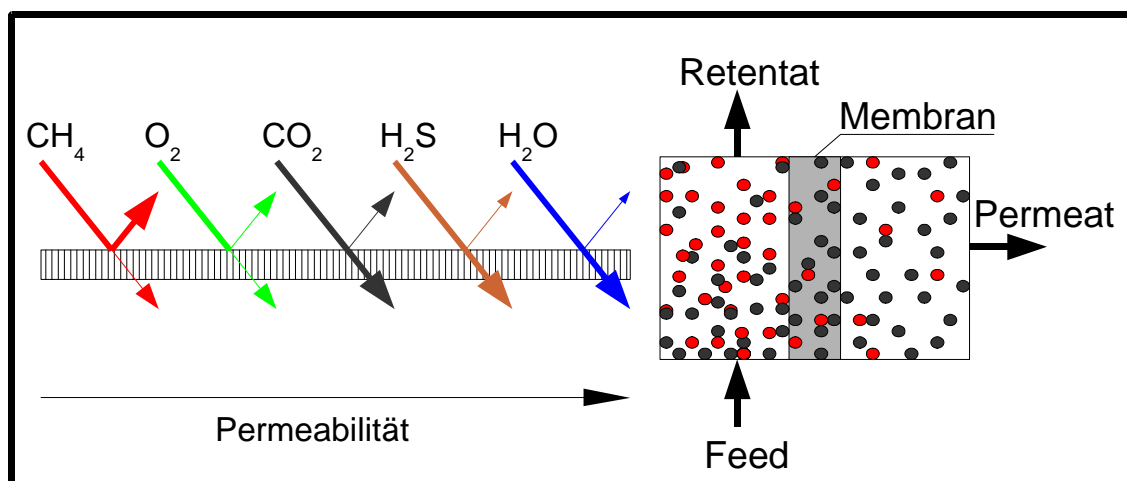 CH₄ O₂ CO₂ H₂S H₂O
Permeabilität
Retentat
Membran
Permeat
Feed